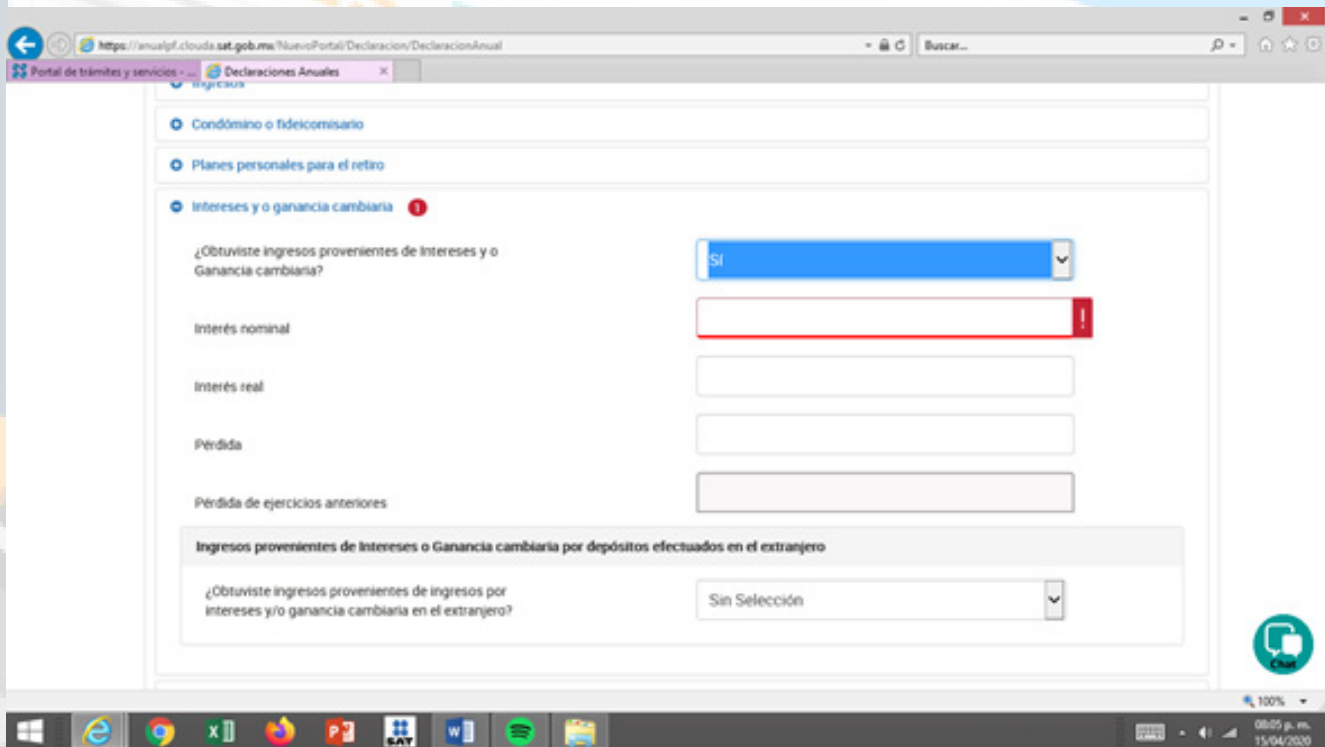 https://anualpf.clouda.sat.gob.mx/NuevoPortal/Declaracion/DeclaracionAnual
Buscar...
Portal de trámites y servicios - ...
Declaraciones Anuales
Ingresos
Condómino o fideicomisario
Planes personales para el retiro
Intereses y o ganancia cambiaria 1
¿Obtuviste ingresos provenientes de Intereses y o
Ganancia cambiaria?
SI
Interés nominal
!
Interés real
Pérdida
Pérdida de ejercicios anteriores
Ingresos provenientes de Intereses o Ganancia cambiaria por depósitos efectuados en el extranjero
¿Obtuviste ingresos provenientes de ingresos por
intereses y/o ganancia cambiaria en el extranjero?
Sin Selección
Chat
100%
SAT
08:05 p. m.
15/04/2020